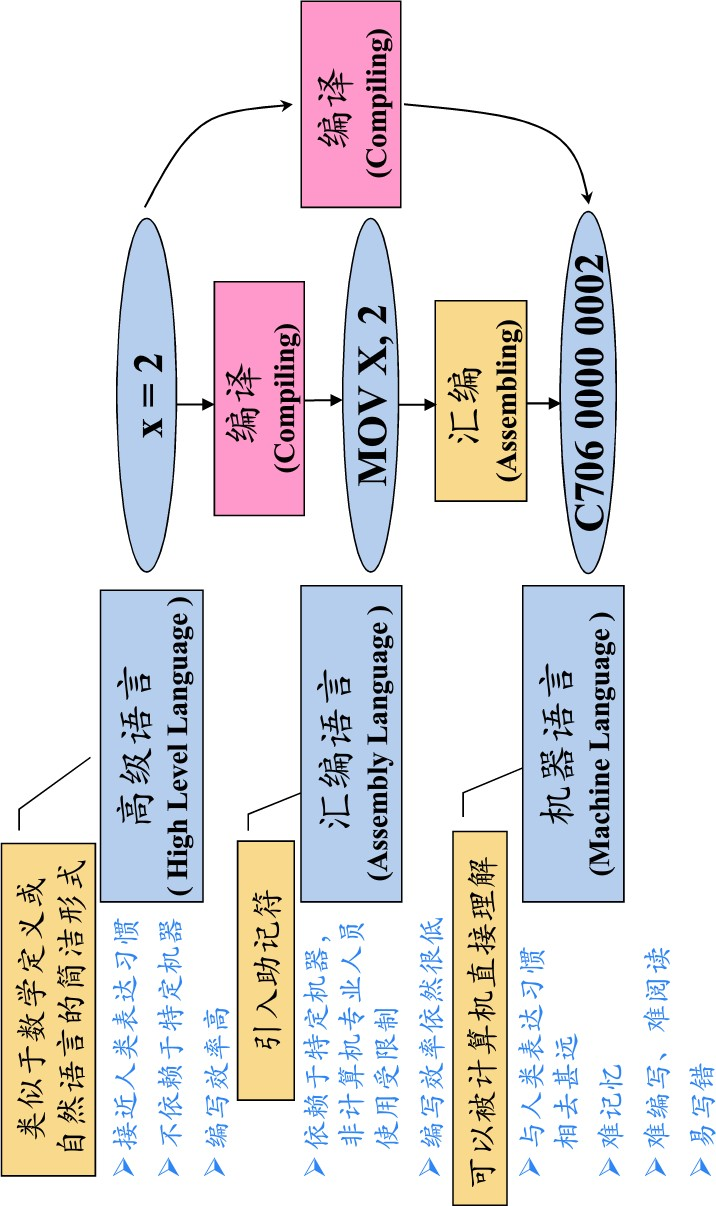 类似于数学定义或
自然语言的简洁形式
➢ 接近人类表达习惯
➢ 不依赖于特定机器
➢ 编写效率高
高级语言
( High Level Language )
x = 2
编译
(Compiling)
编译
(Compiling)
引入助记符
➢ 依赖于特定机器，
非计算机专业人员
使用受限制
➢ 编写效率依然很低
汇编语言
(Assembly Language )
MOV X, 2
汇编
(Assembling)
可以被计算机直接理解
➢ 与人类表达习惯
相去甚远
➢ 难记忆
➢ 难编写、难阅读
➢ 易写错
机器语言
(Machine Language )
C706 0000 0002